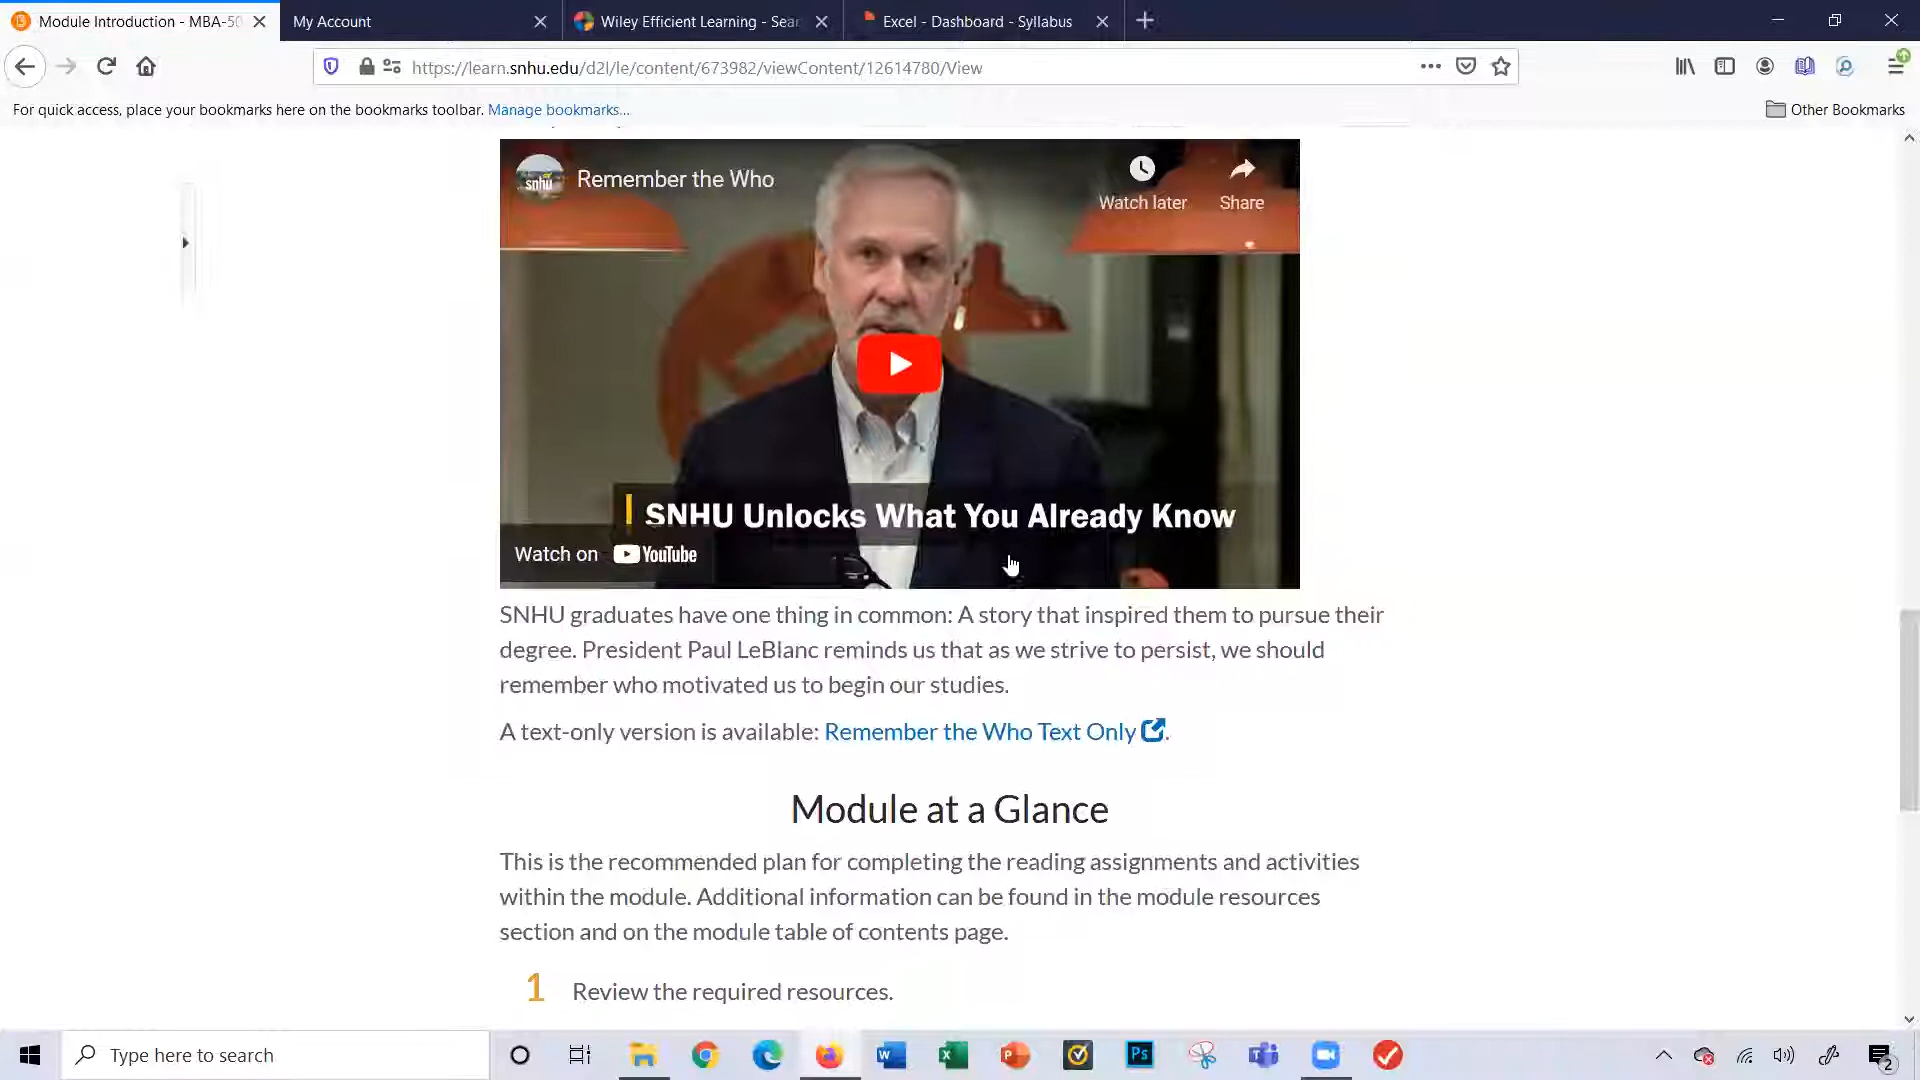 Module Introduction - MBA-50
My Account
Wiley Efficient Learning - Sear
Excel - Dashboard - Syllabus
https://learn.snhu.edu/d2l/le/content/673982/viewContent/12614780/View
For quick access, place your bookmarks here on the bookmarks toolbar. Manage bookmarks...
Other Bookmarks
snhu
Remember the Who
Watch later
Share
SNHU Unlocks What You Already Know
Watch on YouTube
SNHU graduates have one thing in common: A story that inspired them to pursue their
degree. President Paul LeBlanc reminds us that as we strive to persist, we should
remember who motivated us to begin our studies.
A text-only version is available: Remember the Who Text Only.
Module at a Glance
This is the recommended plan for completing the reading assignments and activities
within the module. Additional information can be found in the module resources
section and on the module table of contents page.
1 Review the required resources.
Type here to search
2